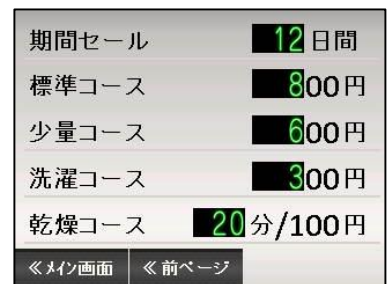 期間セール 12日間
標準コース 800円
少量コース 600円
洗濯コース 300円
乾燥コース 20分/100円
≪メイン画面 ≪前ページ